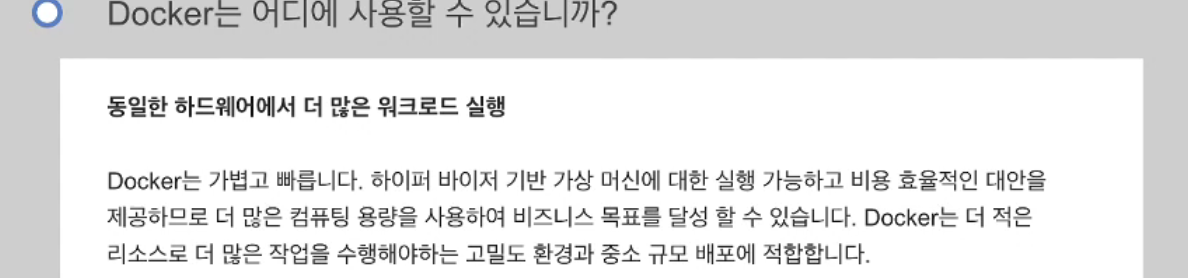 Docker는 어디에 사용할 수 있습니까?
동일한 하드웨어에서 더 많은 워크로드 실행
Docker는 가볍고 빠릅니다. 하이퍼 바이저 기반 가상 머신에 대한 실행 가능하고 비용 효율적인 대안을
제공하므로 더 많은 컴퓨팅 용량을 사용하여 비즈니스 목표를 달성 할 수 있습니다. Docker는 더 적은
리소스로 더 많은 작업을 수행해야하는 고밀도 환경과 중소 규모 배포에 적합합니다.